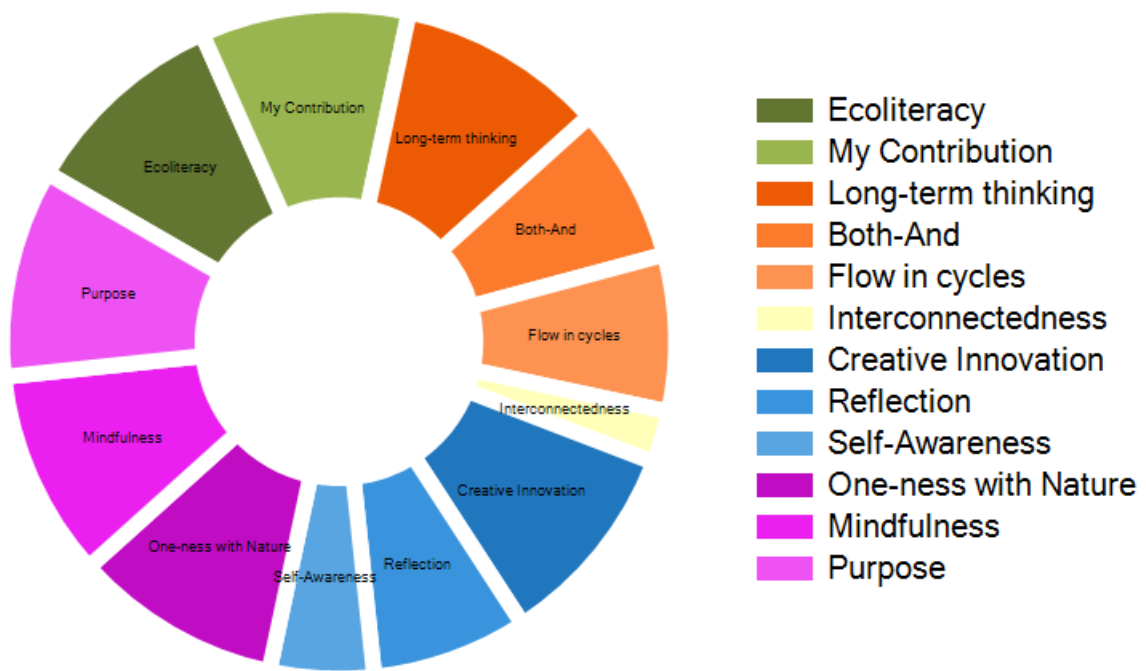 My Contribution
Long-term thinking
Ecoliteracy
Both-And
Purpose
Flow in cycles
Interconnectedness
Mindfulness
Creative Innovation
One-ness with Nature
Reflection
Self-Awareness
Ecoliteracy
My Contribution
Long-term thinking
Both-And
Flow in cycles
Interconnectedness
Creative Innovation
Reflection
Self-Awareness
One-ness with Nature
Mindfulness
Purpose